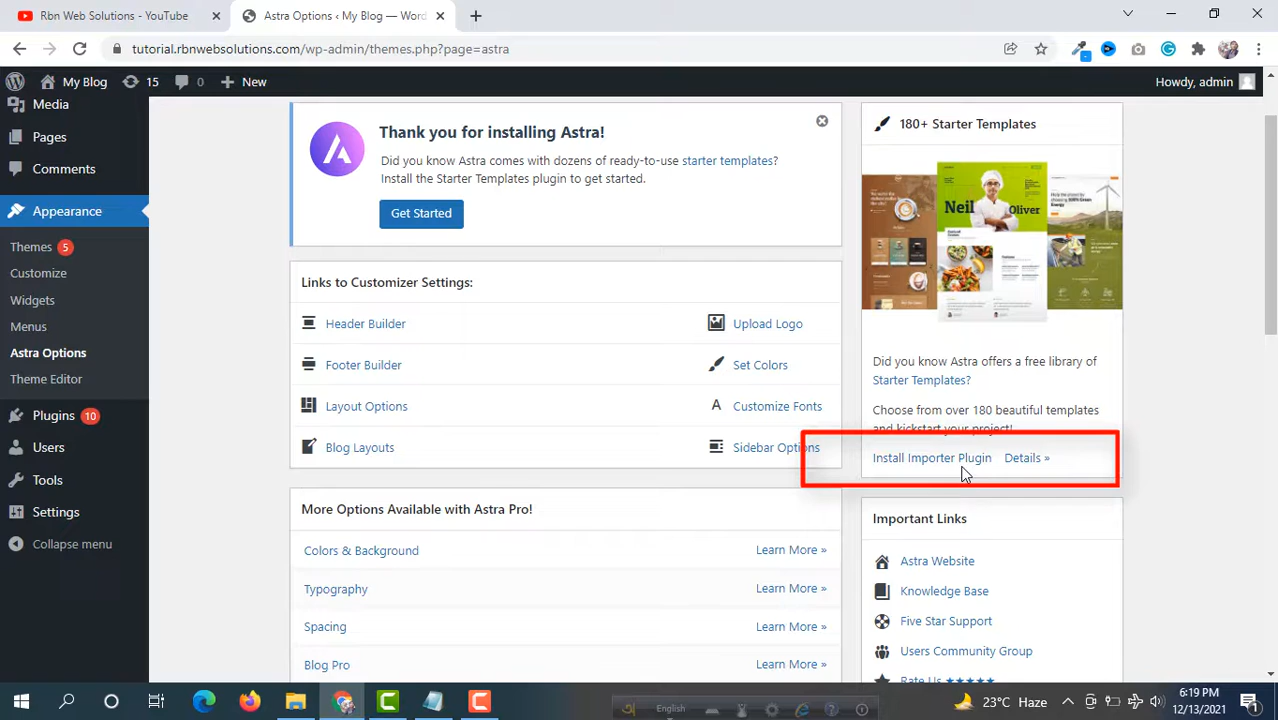 Rbn Web Solutions - YouTube
Astra Options ‹ My Blog — Word
tutorial.rbnwebsolutions.com/wp-admin/themes.php?page=astra
My Blog
15
0
New
Howdy, admin
Media
Pages
Comments
Appearance
Themes 5
Customize
Widgets
Menus
Astra Options
Theme Editor
Plugins 10
Users
Tools
Settings
Collapse menu
Thank you for installing Astra!
Did you know Astra comes with dozens of ready-to-use starter templates?
Install the Starter Templates plugin to get started.
Get Started
Links to Customizer Settings:
Header Builder
Upload Logo
Footer Builder
Set Colors
Layout Options
Customize Fonts
Blog Layouts
Sidebar Options
More Options Available with Astra Pro!
Colors & Background
Learn More »
Typography
Learn More »
Spacing
Learn More »
Blog Pro
Learn More »
180+ Starter Templates
Neil
Oliver
Did you know Astra offers a free library of
Starter Templates?
Choose from over 180 beautiful templates
and kickstart your project!
Install Importer Plugin Details »
Important Links
Astra Website
Knowledge Base
Five Star Support
Users Community Group
Rate Us ★★★★★
English
23°C Haze
6:19 PM
12/13/2021
1